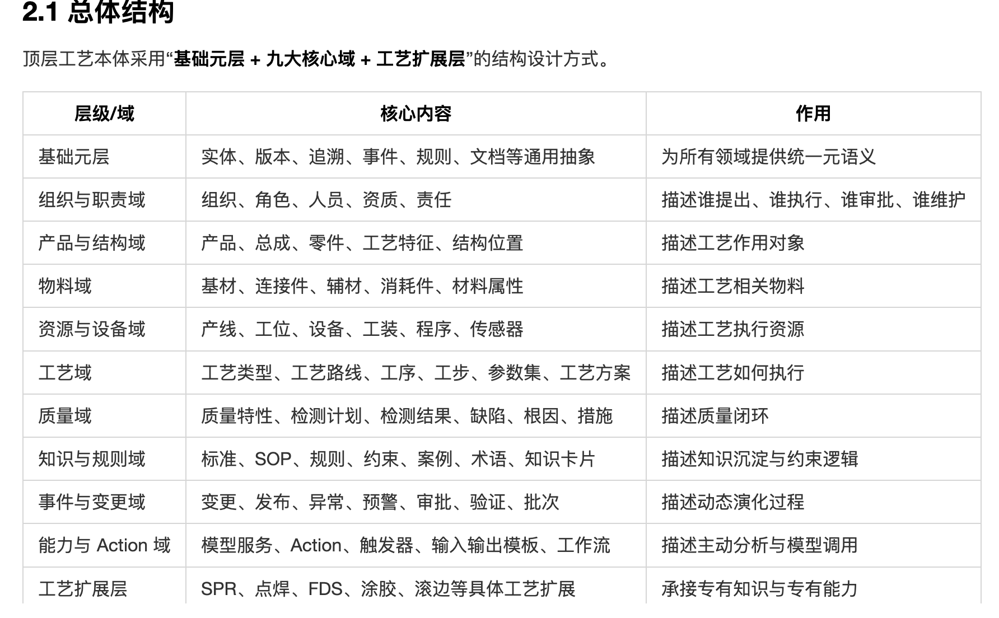 2.1 总体结构
顶层工艺本体采用“基础元层 + 九大核心域 + 工艺扩展层”的结构设计方式。
层级/域 核心内容 作用
基础元层 实体、版本、追溯、事件、规则、文档等通用抽象 为所有领域提供统一元语义
组织与职责域 组织、角色、人员、资质、责任 描述谁提出、谁执行、谁审批、谁维护
产品与结构域 产品、总成、零件、工艺特征、结构位置 描述工艺作用对象
物料域 基材、连接件、辅材、消耗件、材料属性 描述工艺相关物料
资源与设备域 产线、工位、设备、工装、程序、传感器 描述工艺执行资源
工艺域 工艺类型、工艺路线、工序、工步、参数集、工艺方案 描述工艺如何执行
质量域 质量特性、检测计划、检测结果、缺陷、根因、措施 描述质量闭环
知识与规则域 标准、SOP、规则、约束、案例、术语、知识卡片 描述知识沉淀与约束逻辑
事件与变更域 变更、发布、异常、预警、审批、验证、批次 描述动态演化过程
能力与 Action 域 模型服务、Action、触发器、输入输出模板、工作流 描述主动分析与模型调用
工艺扩展层 SPR、点焊、FDS、涂胶、滚边等具体工艺扩展 承接专有知识与专有能力